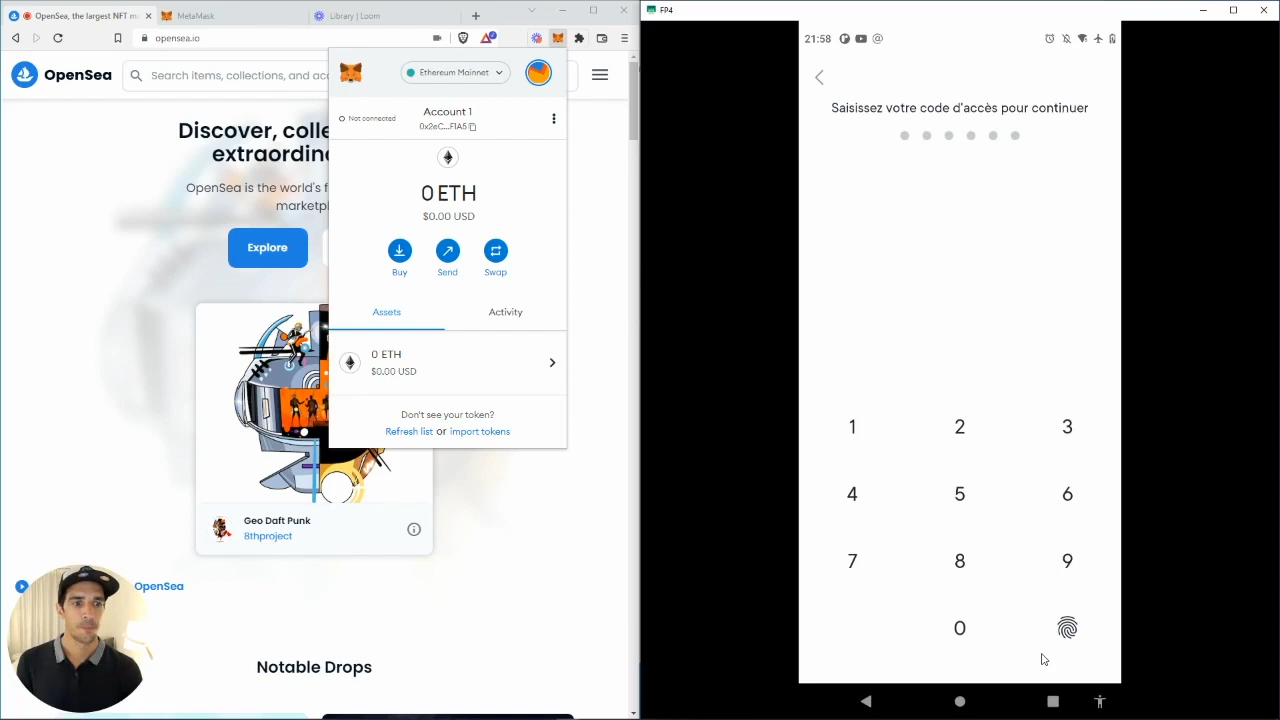 OpenSea, the largest NFT m
MetaMask
Library | Loom
opensea.io
OpenSea
Search items, collections, and acc
Discover, colle
extraordina
OpenSea is the world's f
marketpl
Explore
Geo Daft Punk
8thproject
OpenSea
Notable Drops
Ethereum Mainnet
Not connected
Account 1
0x2eC...F1A5
0 ETH
$0.00 USD
Buy
Send
Swap
Assets
Activity
0 ETH
$0.00 USD
Don't see your token?
Refresh list or import tokens
FP4
21:58
Saisissez votre code d'accès pour continuer
1 2 3
4 5 6
7 8 9
0